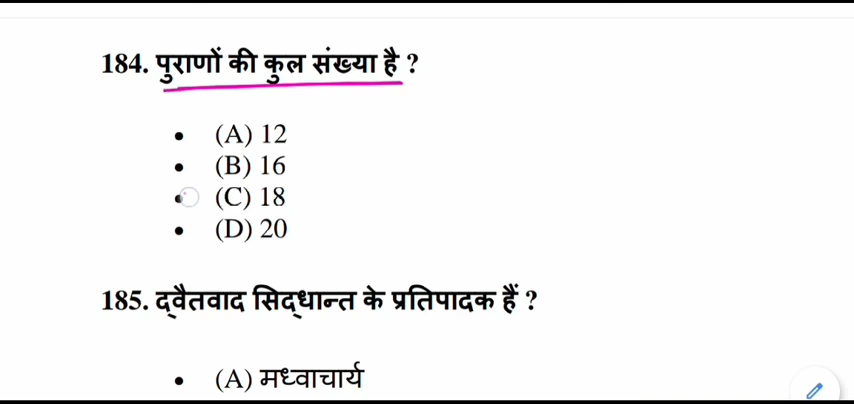 184. पुराणों की कुल संख्या है ?
• (A) 12
• (B) 16
• (C) 18
• (D) 20
185. द्वैतवाद सिद्धान्त के प्रतिपादक हैं ?
• (A) मध्वाचार्य